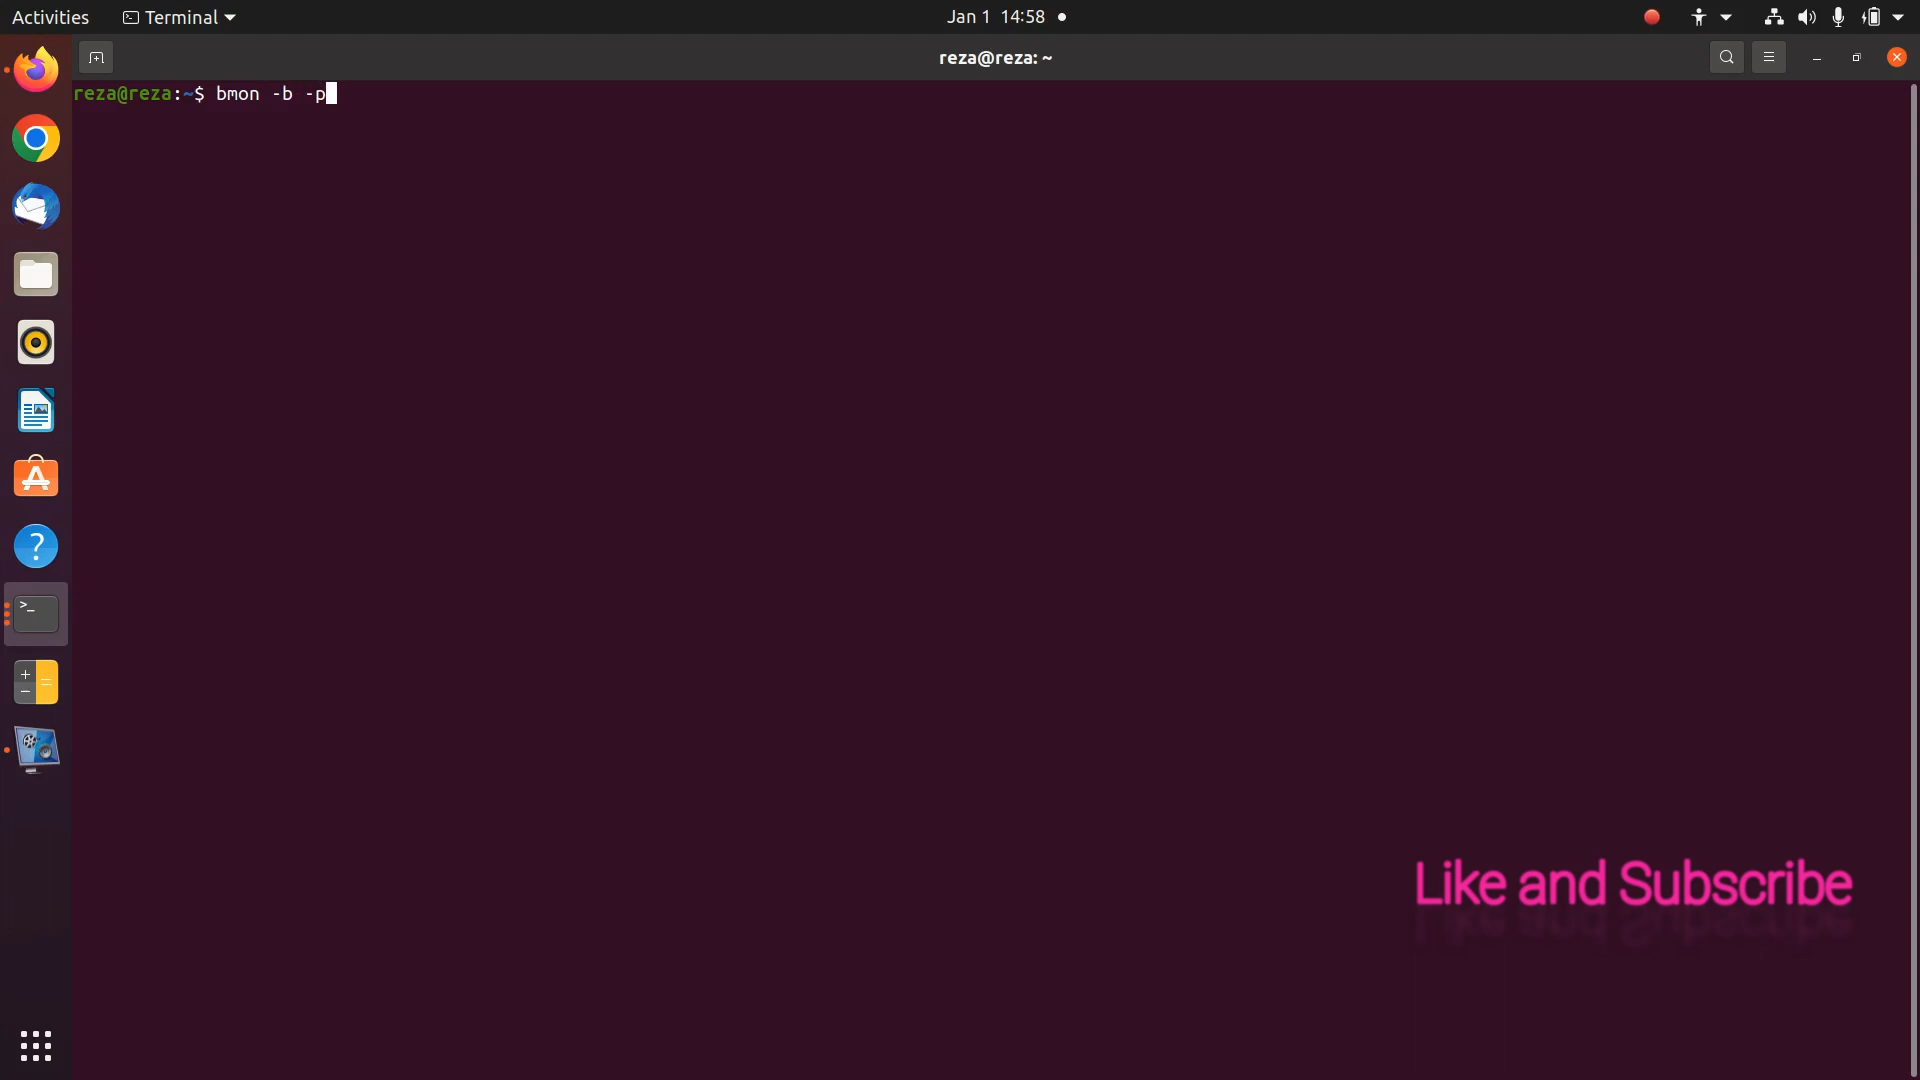 Activities Terminal Jan 1 14:58
reza@reza: ~
reza@reza:~$ bmon -b -p
Like and Subscribe